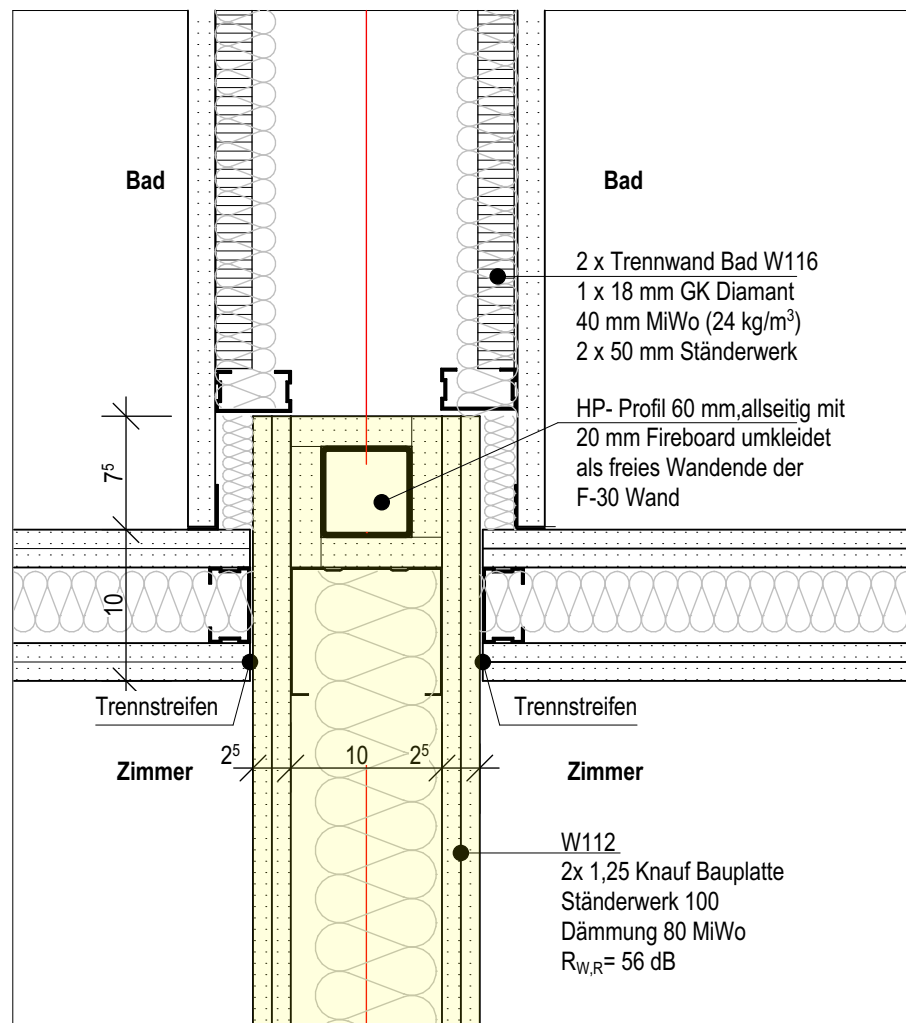 Bad
Bad
2 x Trennwand Bad W116
1 x 18 mm GK Diamant
40 mm MiWo (24 kg/m³)
2 x 50 mm Ständerwerk
HP- Profil 60 mm,allseitig mit
20 mm Fireboard umkleidet
als freies Wandende der
F-30 Wand
7⁵
10
Trennstreifen
Trennstreifen
2⁵
10
2⁵
Zimmer
Zimmer
W112
2x 1,25 Knauf Bauplatte
Ständerwerk 100
Dämmung 80 MiWo
R_W,R= 56 dB